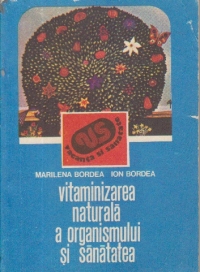 MARILENA BORDEA ION BORDEA
vitaminizarea
naturală
a organismului
și sănătatea